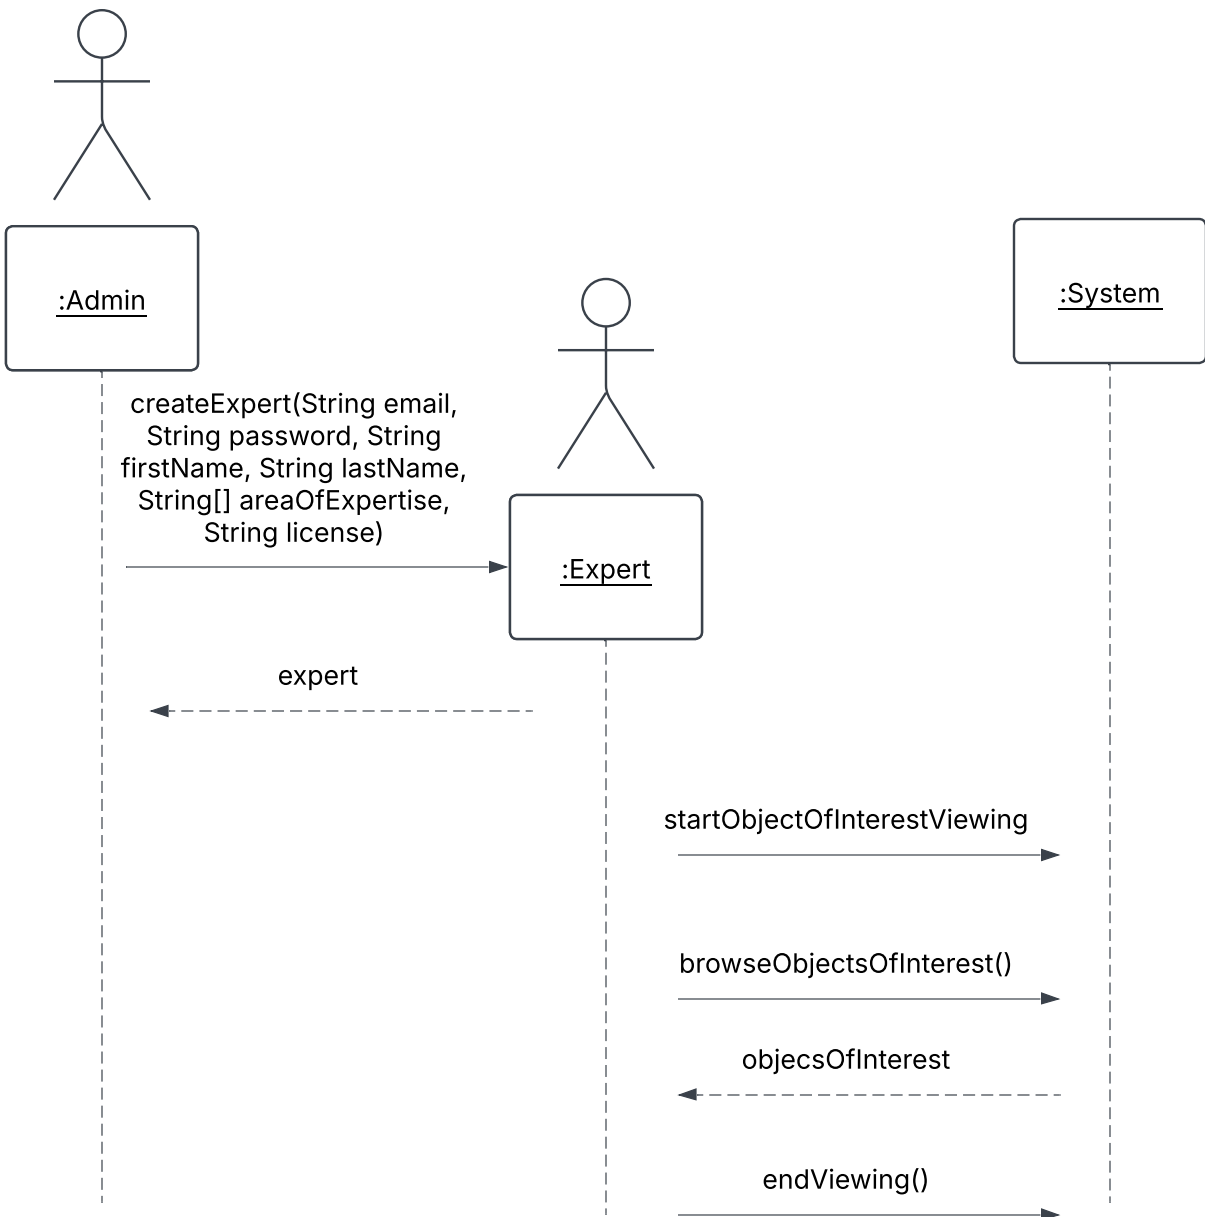 :Admin
:System
createExpert(String email,
String password, String
firstName, String lastName,
String[] areaOfExpertise,
String license)
:Expert
expert
startObjectOfInterestViewing
browseObjectsOfInterest()
objecsOfInterest
endViewing()